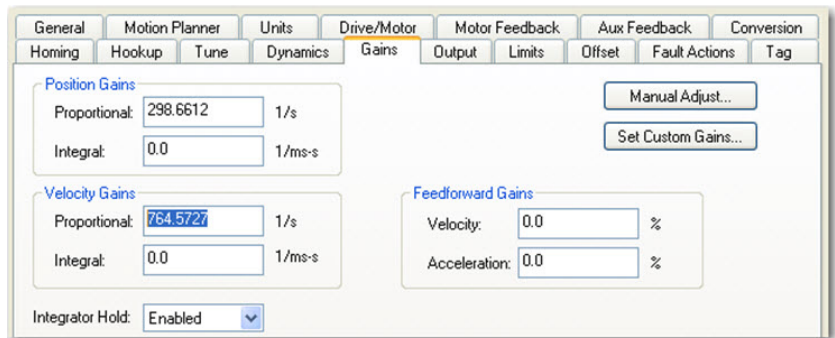 General Motion Planner Units Drive/Motor Motor Feedback Aux Feedback Conversion
Homing Hookup Tune Dynamics Gains Output Limits Offset Fault Actions Tag
Position Gains
Proportional: 298.6612 1/s
Integral: 0.0 1/ms-s
Manual Adjust...
Set Custom Gains...
Velocity Gains
Proportional: 764.5727 1/s
Integral: 0.0 1/ms-s
Feedforward Gains
Velocity: 0.0 %
Acceleration: 0.0 %
Integrator Hold: Enabled